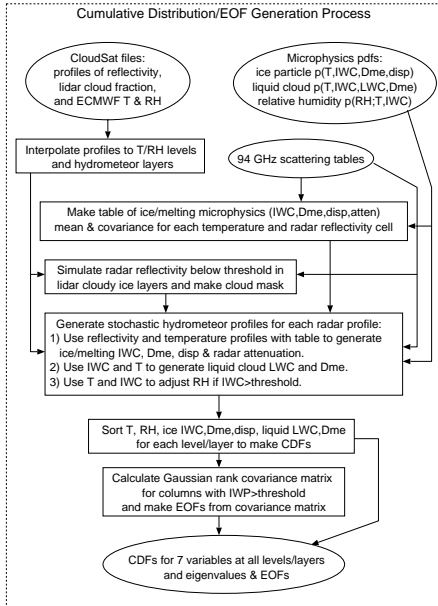 Cumulative Distribution/EOF Generation Process
CloudSat files:
profiles of reflectivity,
lidar cloud fraction,
and ECMWF T & RH
Microphysics pdfs:
ice particle p(T,IWC,Dme,disp)
liquid cloud p(T,IWC,LWC,Dme)
relative humidity p(RH;T,IWC)
Interpolate profiles to T/RH levels
and hydrometeor layers
94 GHz scattering tables
Make table of ice/melting microphysics (IWC,Dme,disp,atten)
mean & covariance for each temperature and radar reflectivity cell
Simulate radar reflectivity below threshold in
lidar cloudy ice layers and make cloud mask
Generate stochastic hydrometeor profiles for each radar profile:
1) Use reflectivity and temperature profiles with table to generate
ice/melting IWC, Dme, disp & radar attenuation.
2) Use IWC and T to generate liquid cloud LWC and Dme.
3) Use T and IWC to adjust RH if IWC>threshold.
Sort T, RH, ice IWC,Dme,disp, liquid LWC,Dme
for each level/layer to make CDFs
Calculate Gaussian rank covariance matrix
for columns with IWP>threshold
and make EOFs from covariance matrix
CDFs for 7 variables at all levels/layers
and eigenvalues & EOFs